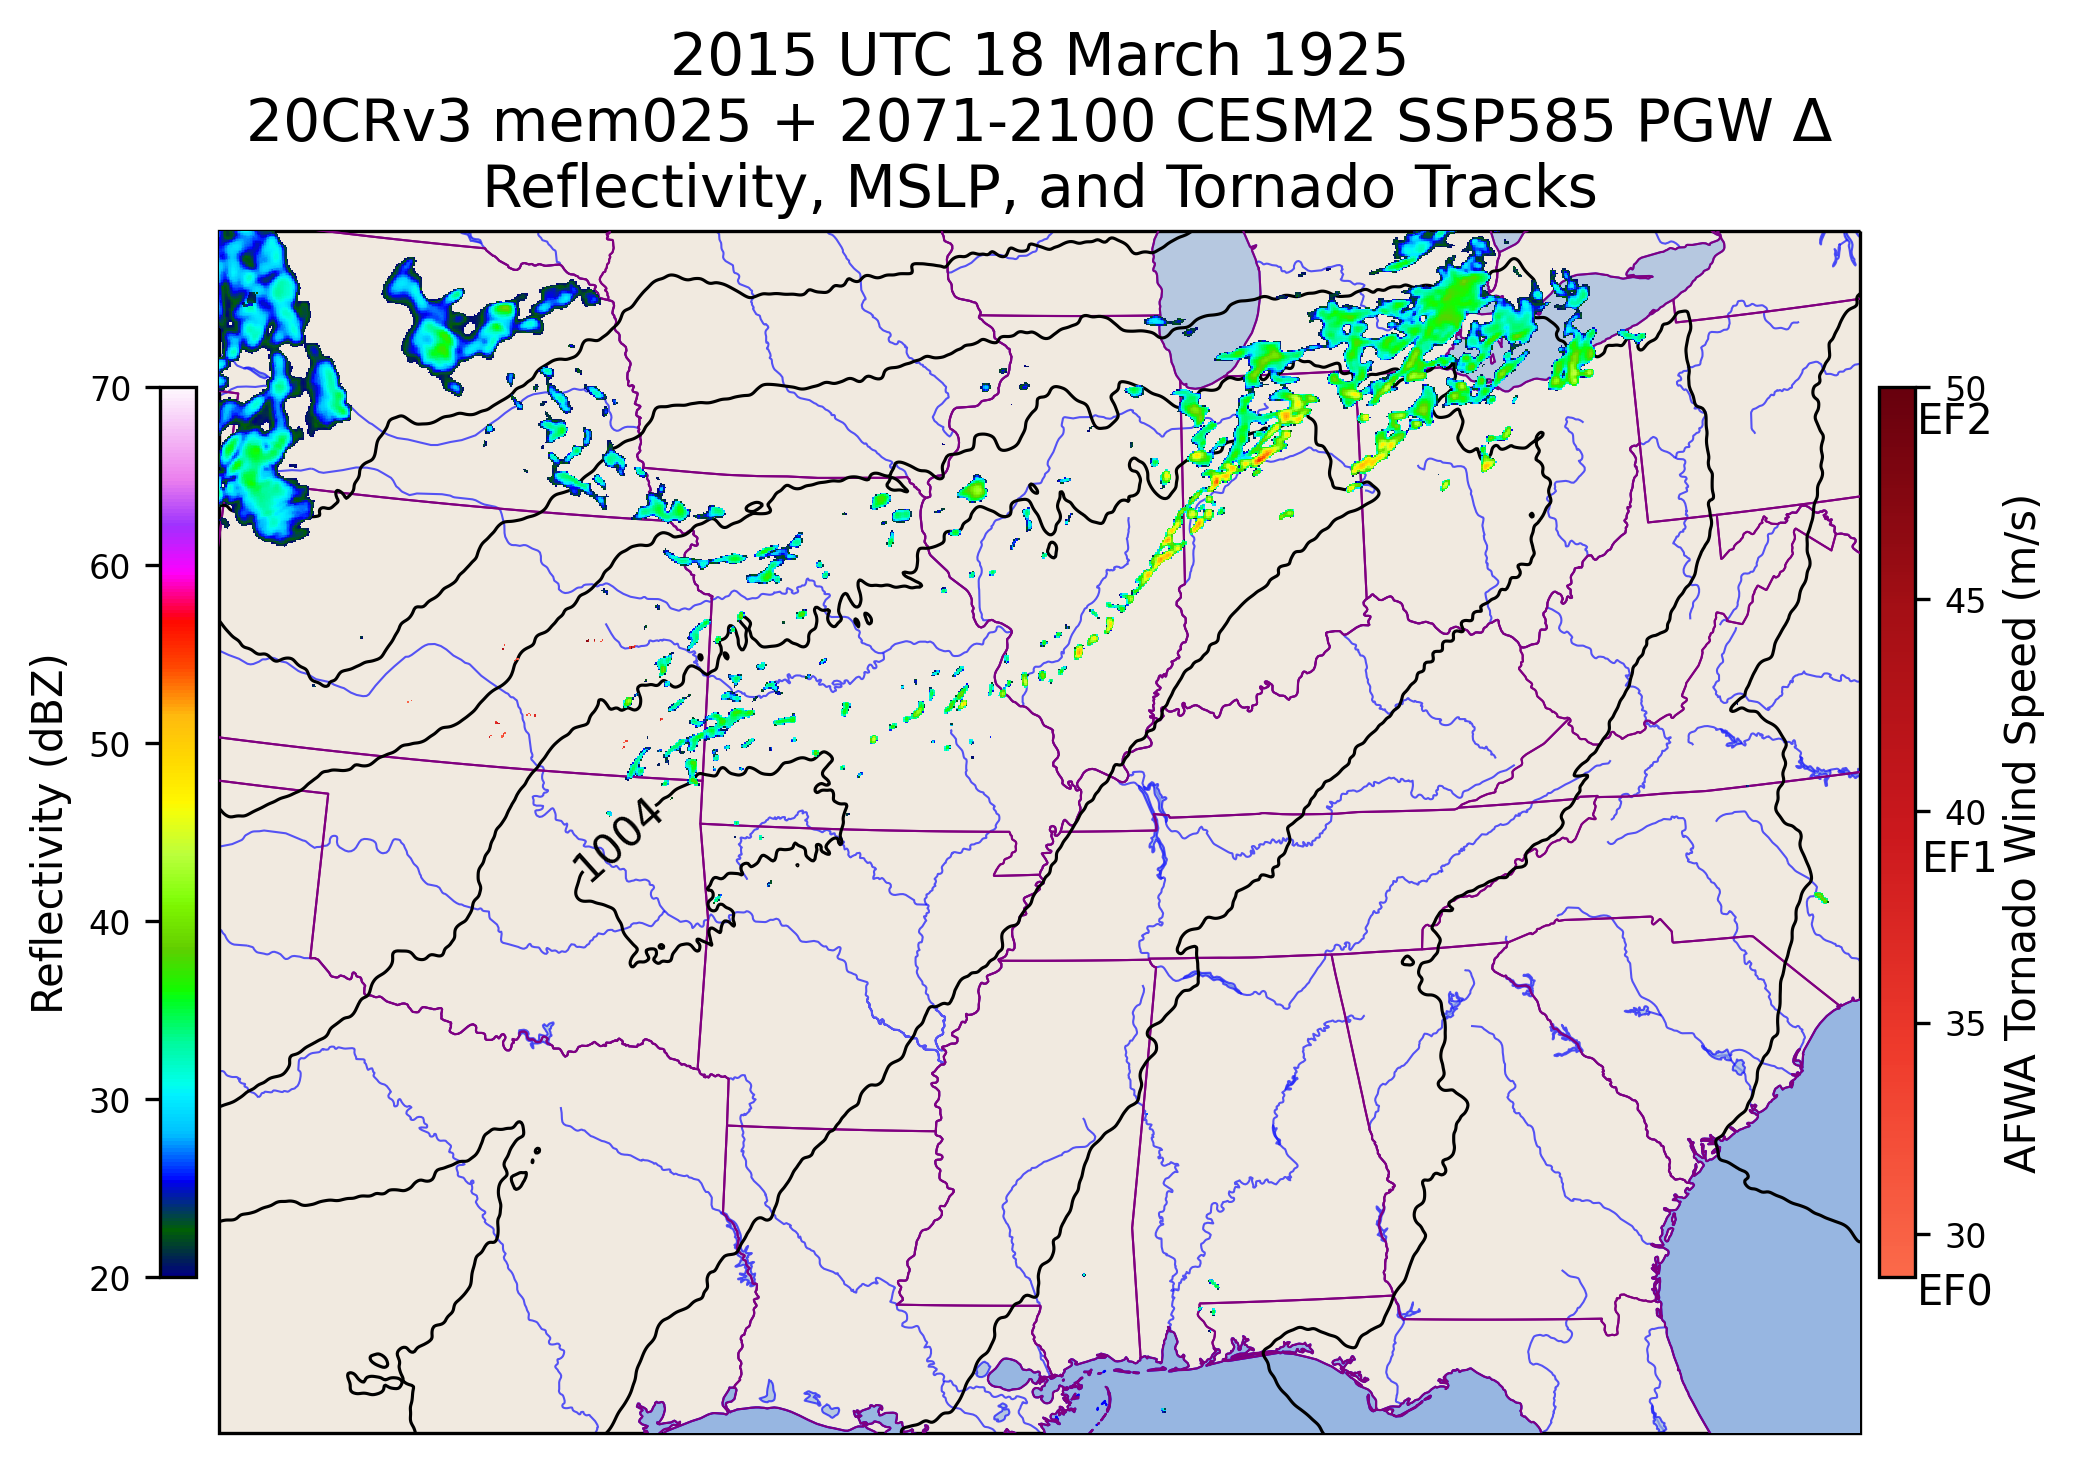 2015 UTC 18 March 1925
20CRv3 mem025 + 2071-2100 CESM2 SSP585 PGW Δ
Reflectivity, MSLP, and Tornado Tracks
Reflectivity (dBZ)
70
60
50
40
30
20
1004
50
EF2
45
40
EF1
35
30
EF0
AFWA Tornado Wind Speed (m/s)